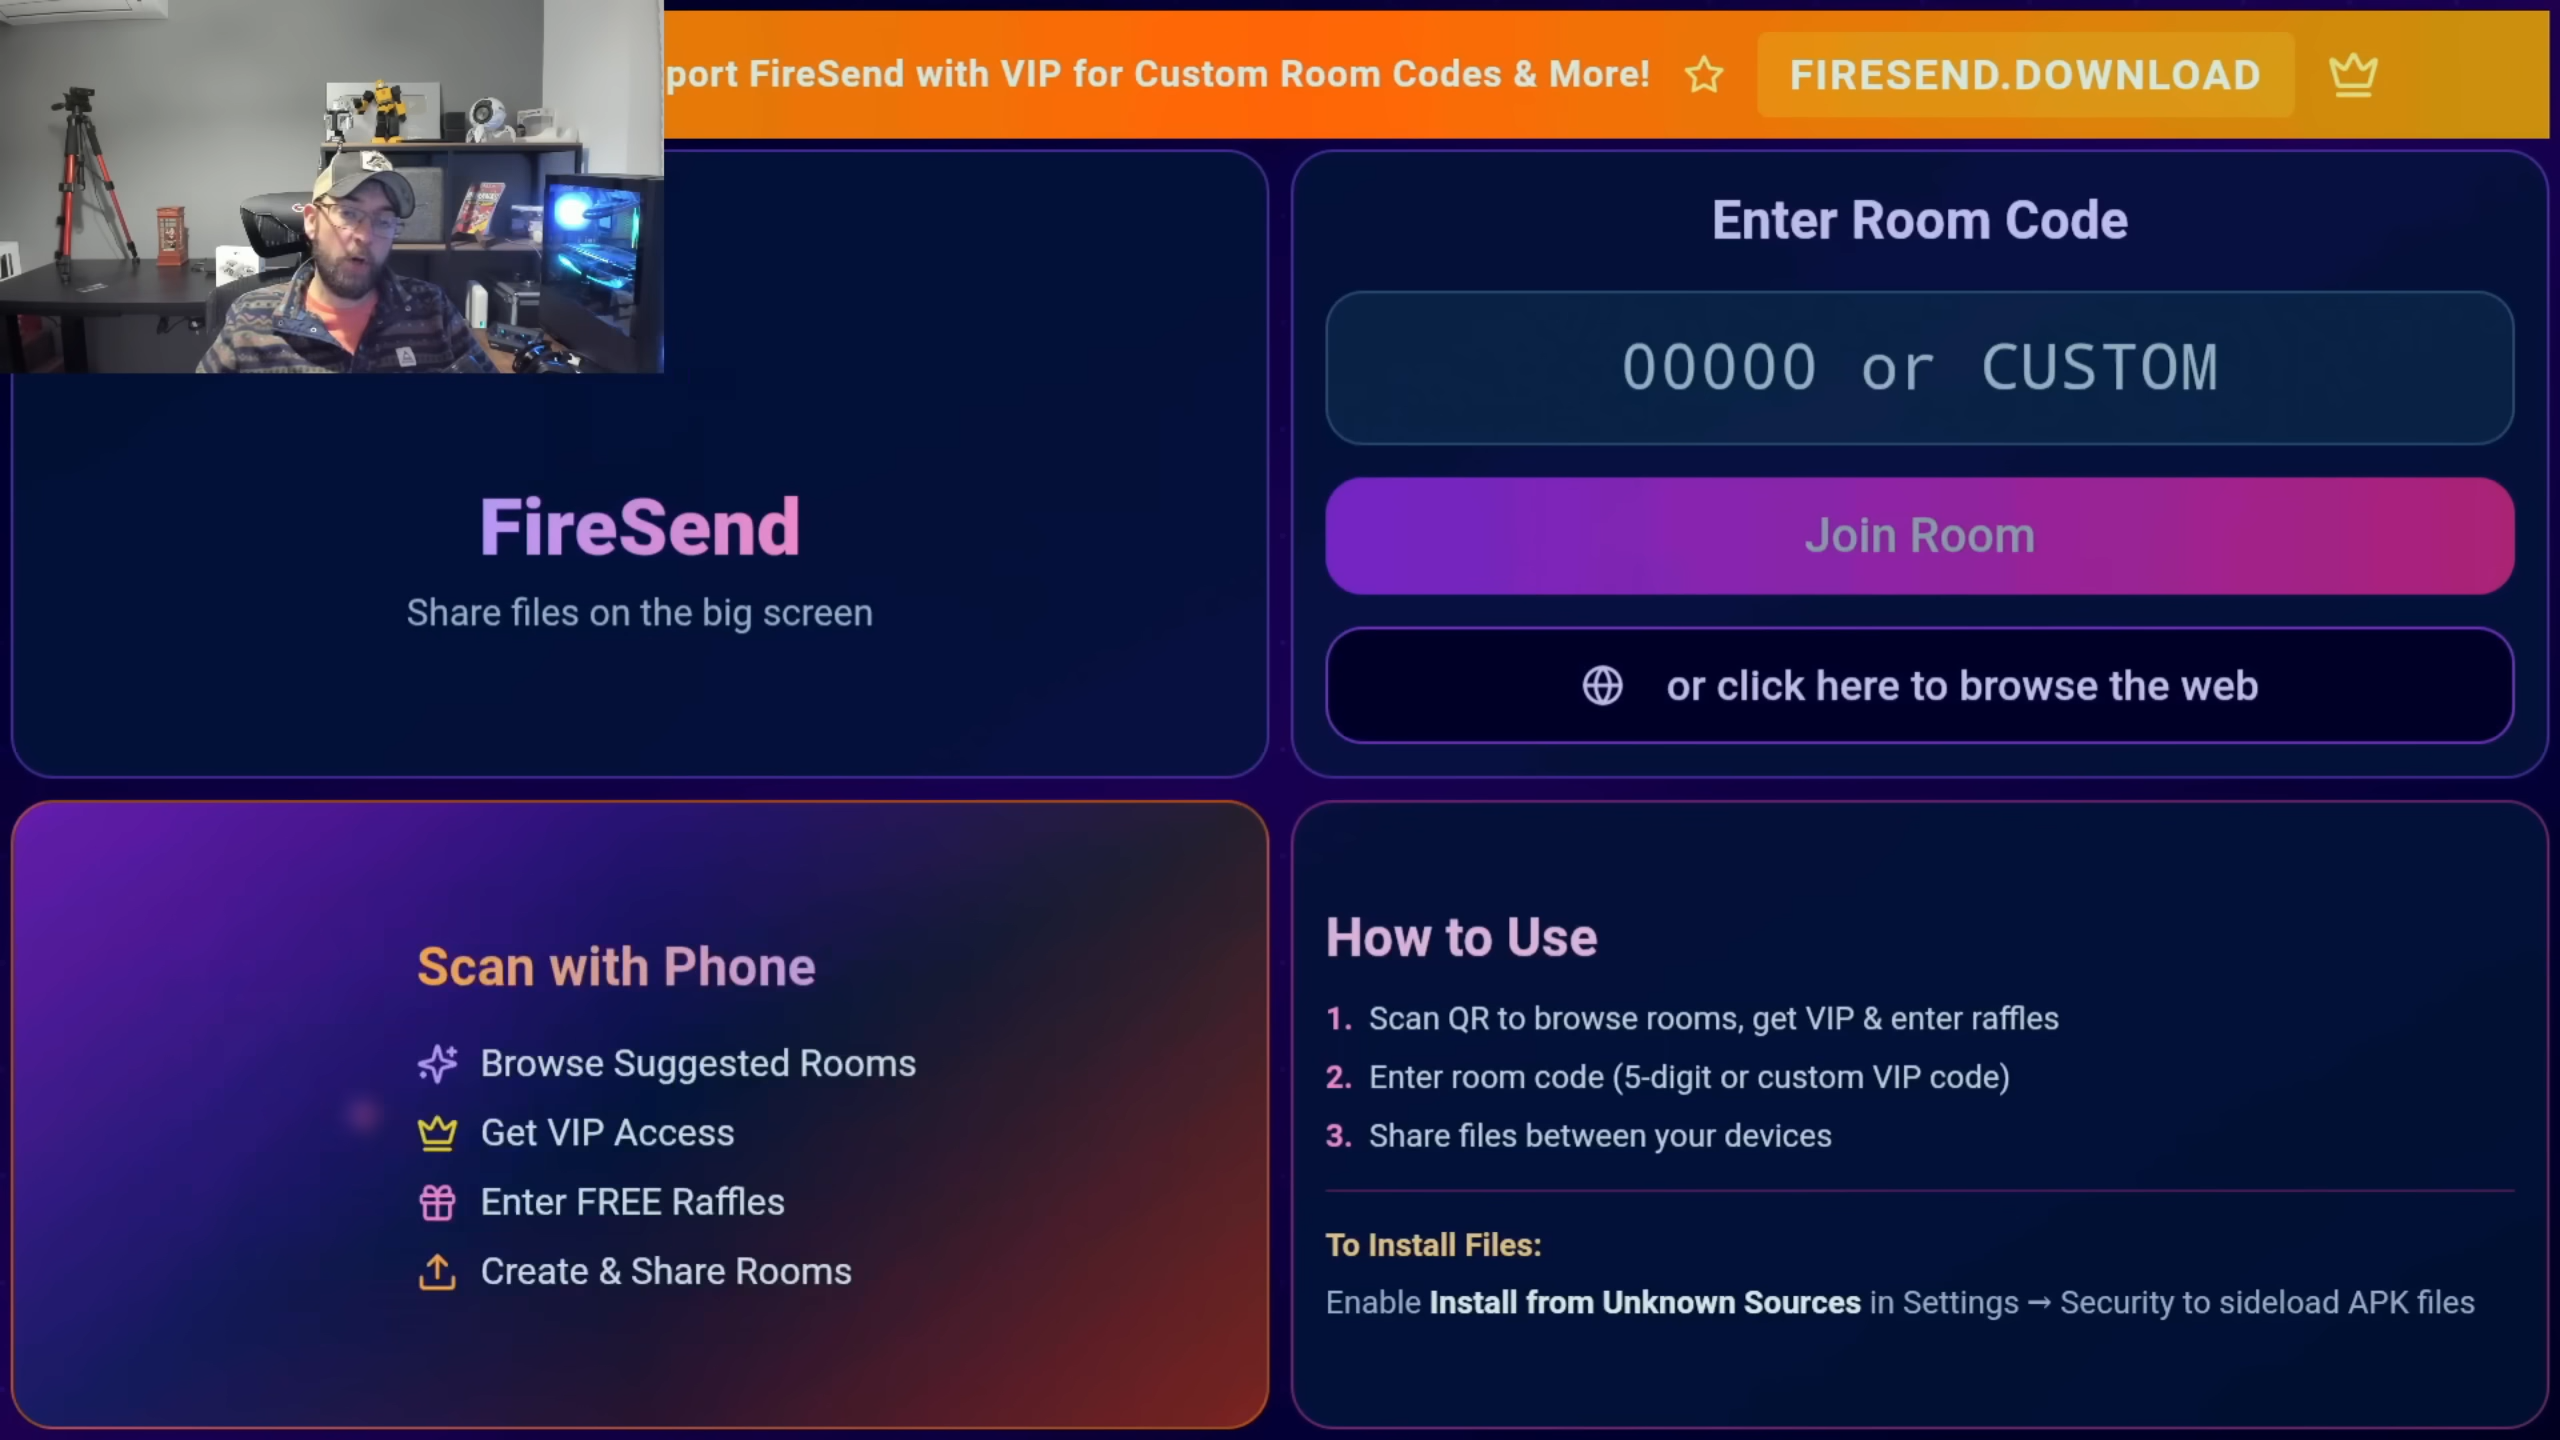 port FireSend with VIP for Custom Room Codes & More!
FIRESEND.DOWNLOAD
FireSend
Share files on the big screen
Enter Room Code
00000 or CUSTOM
Join Room
or click here to browse the web
Scan with Phone
Browse Suggested Rooms
Get VIP Access
Enter FREE Raffles
Create & Share Rooms
How to Use
1. Scan QR to browse rooms, get VIP & enter raffles
2. Enter room code (5-digit or custom VIP code)
3. Share files between your devices
To Install Files:
Enable Install from Unknown Sources in Settings → Security to sideload APK files